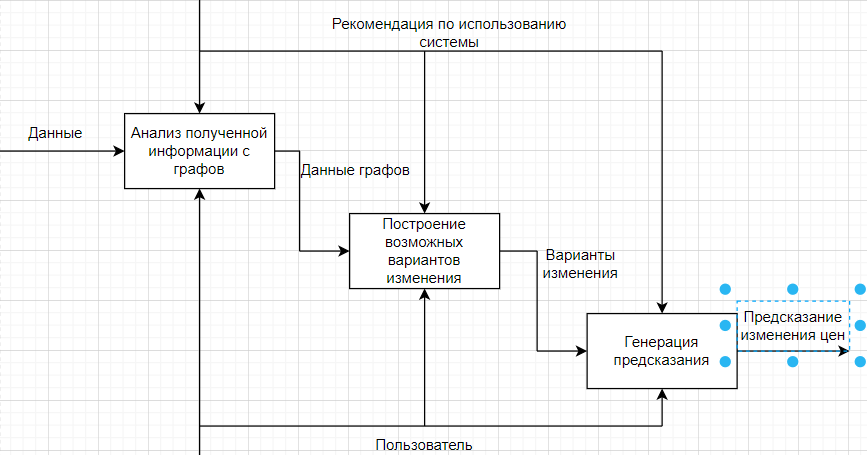 Рекомендация по использованию
системы
Данные
Анализ полученной
информации с
графов
Данные графов
Построение
возможных
вариантов
изменения
Варианты
изменения
Генерация
предсказания
Предсказание
изменения цен
Пользователь